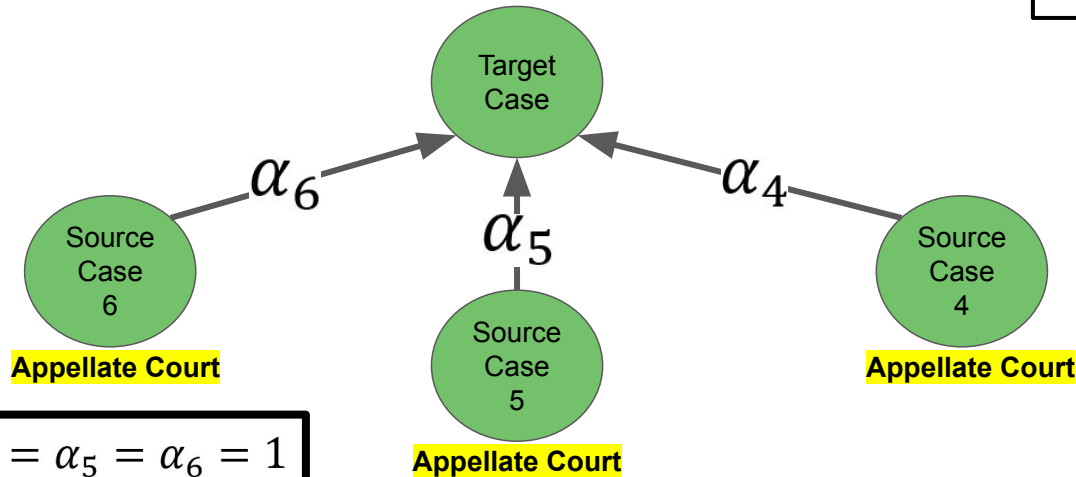 Target
Case
α₆
α₅
α₄
Source
Case
6
Source
Case
5
Source
Case
4
Appellate Court
Appellate Court
Appellate Court
= α₅ = α₆ = 1